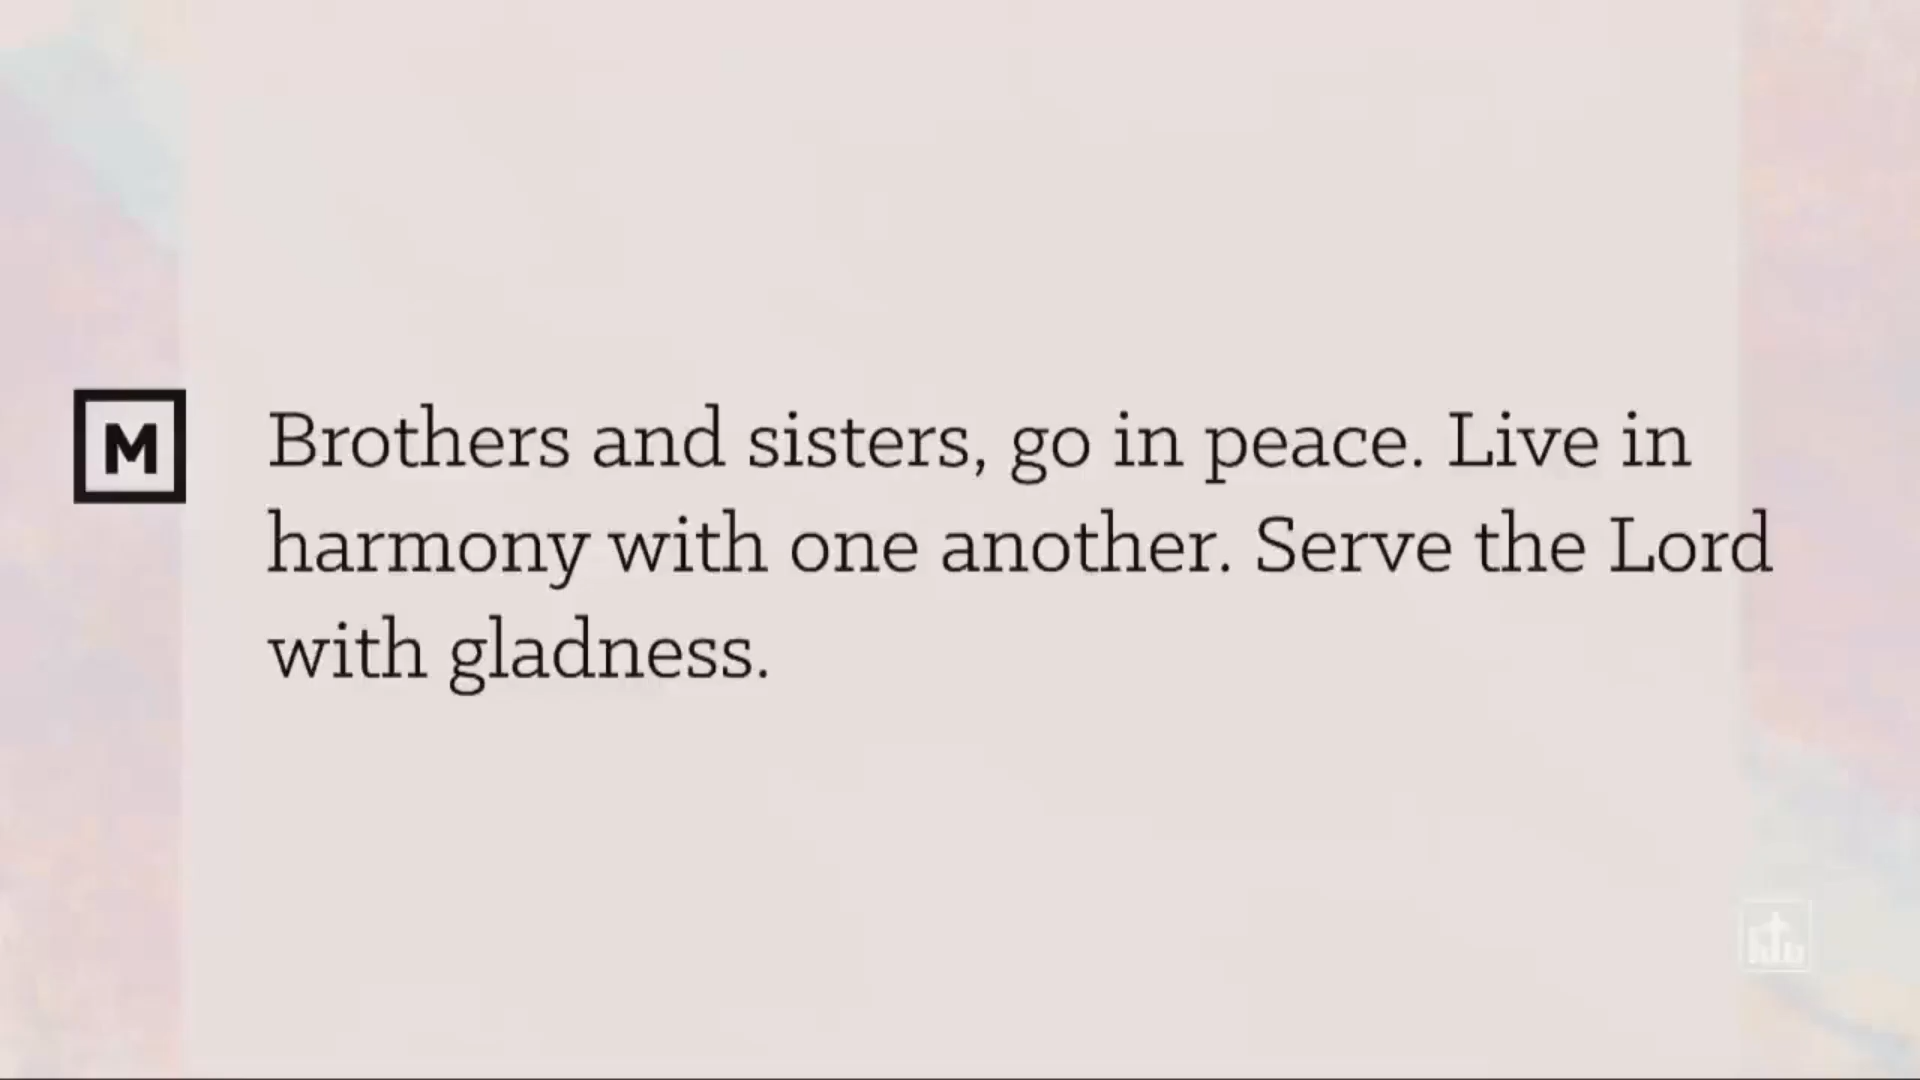 M
Brothers and sisters, go in peace. Live in
harmony with one another. Serve the Lord
with gladness.